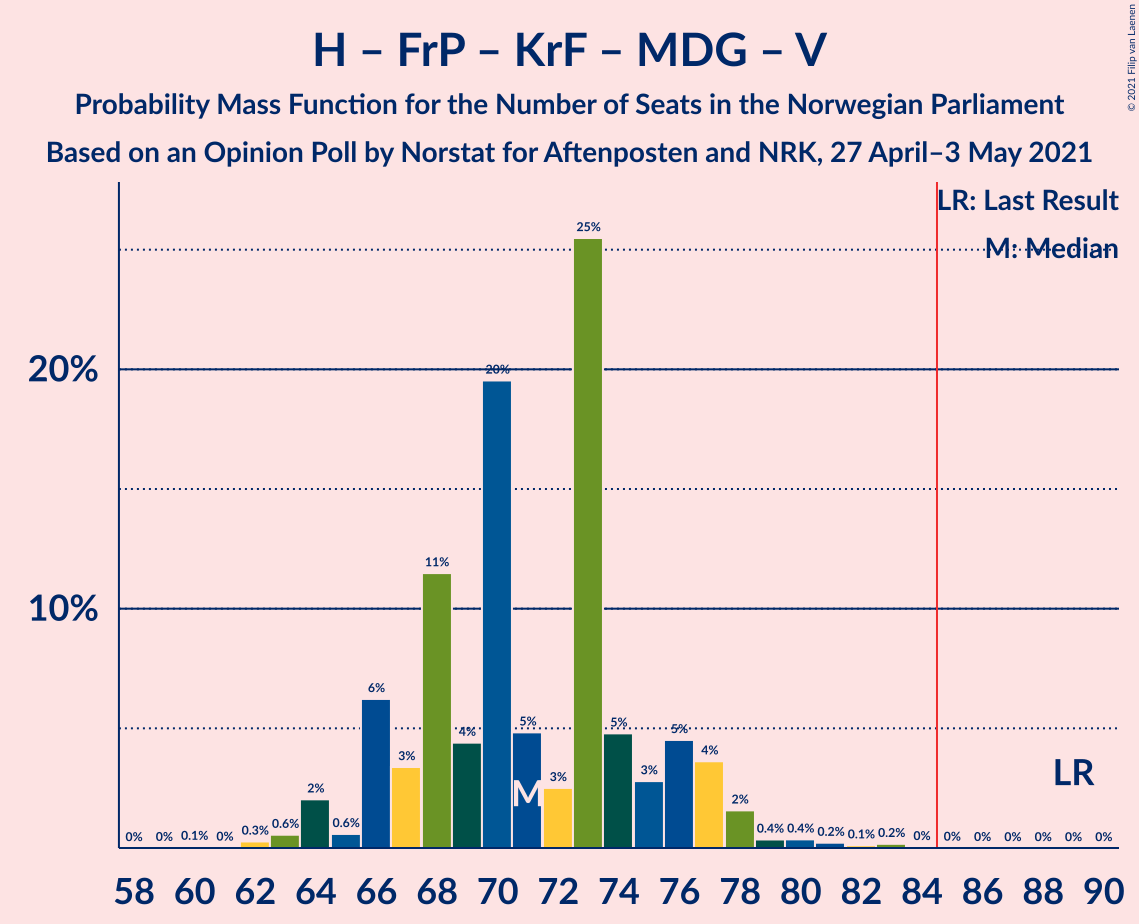 H – FrP – KrF – MDG – V
Probability Mass Function for the Number of Seats in the Norwegian Parliament
Based on an Opinion Poll by Norstat for Aftenposten and NRK, 27 April–3 May 2021
© 2021 Filip van Laenen
LR: Last Result
M: Median
25%
20%
20%
11%
10%
6%
5%
5%
5%
4%
4%
3%
3%
3%
2%
2%
M
LR
0% 0% 0.1% 0% 0.3% 0.6% 0.6% 0.4% 0.4% 0.2% 0.1% 0.2% 0% 0% 0% 0% 0% 0% 0%
58 60 62 64 66 68 70 72 74 76 78 80 82 84 86 88 90